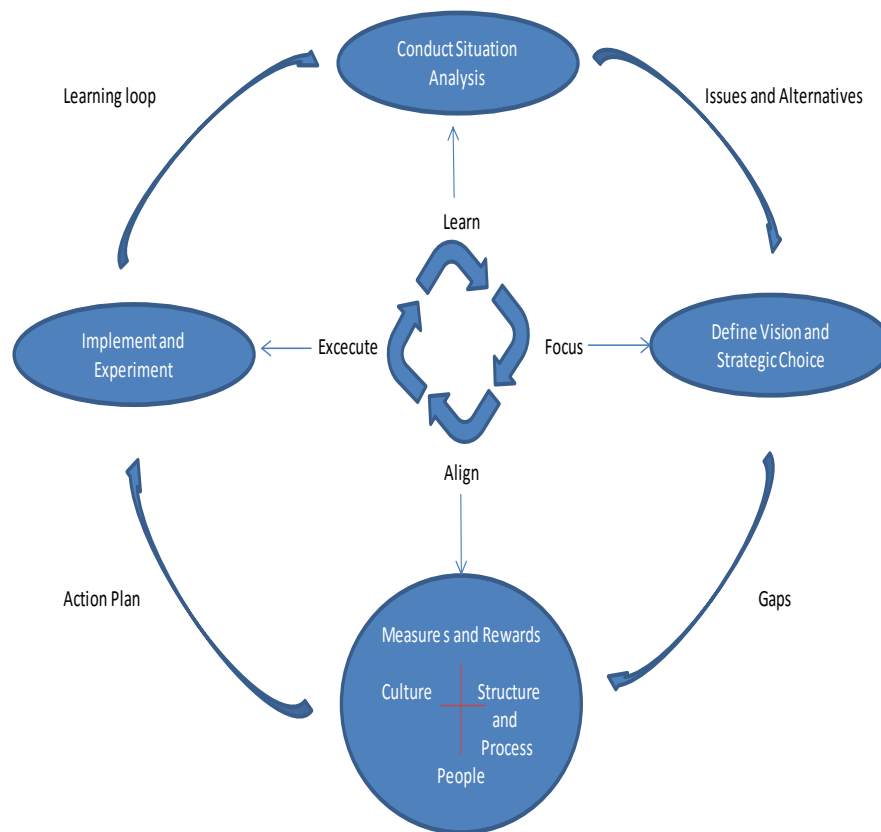 Conduct Situation
Analysis
Learning loop
Issues and Alternatives
Learn
Implement and
Experiment
Excecute
Focus
Define Vision and
Strategic Choice
Align
Action Plan
Gaps
Measures and Rewards
Culture
Structure
and
Process
People